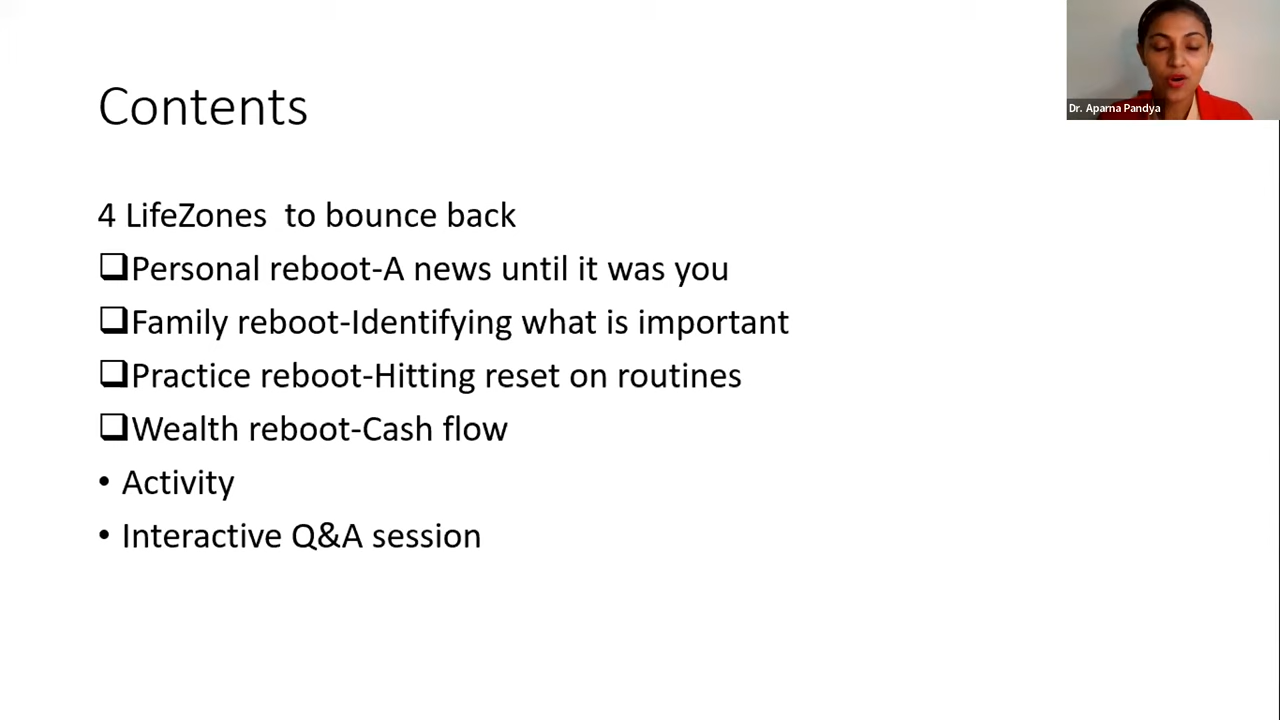 Contents
Dr. Aparna Pandya
4 LifeZones  to bounce back
❑Personal reboot-A news until it was you
❑Family reboot-Identifying what is important
❑Practice reboot-Hitting reset on routines
❑Wealth reboot-Cash flow
• Activity
• Interactive Q&A session